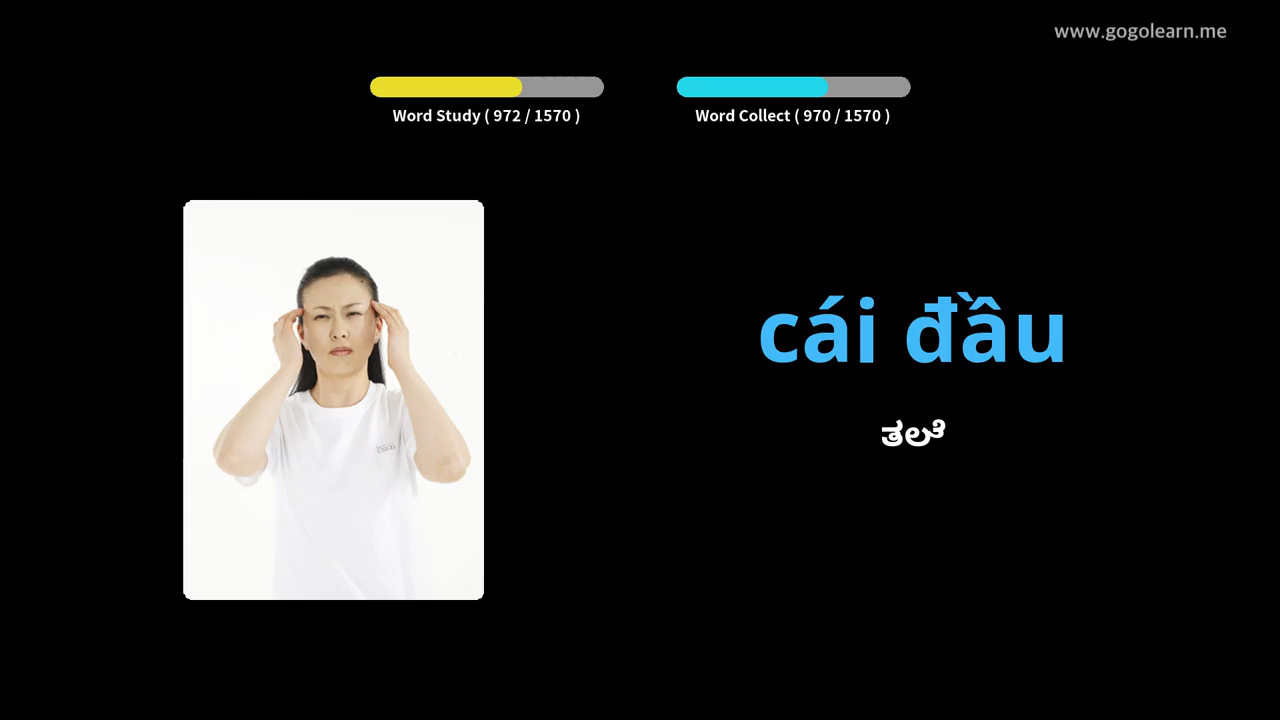 www.gogolearn.me
Word Study ( 972 / 1570 )
Word Collect ( 970 / 1570 )
cái đầu
ತಲೆ